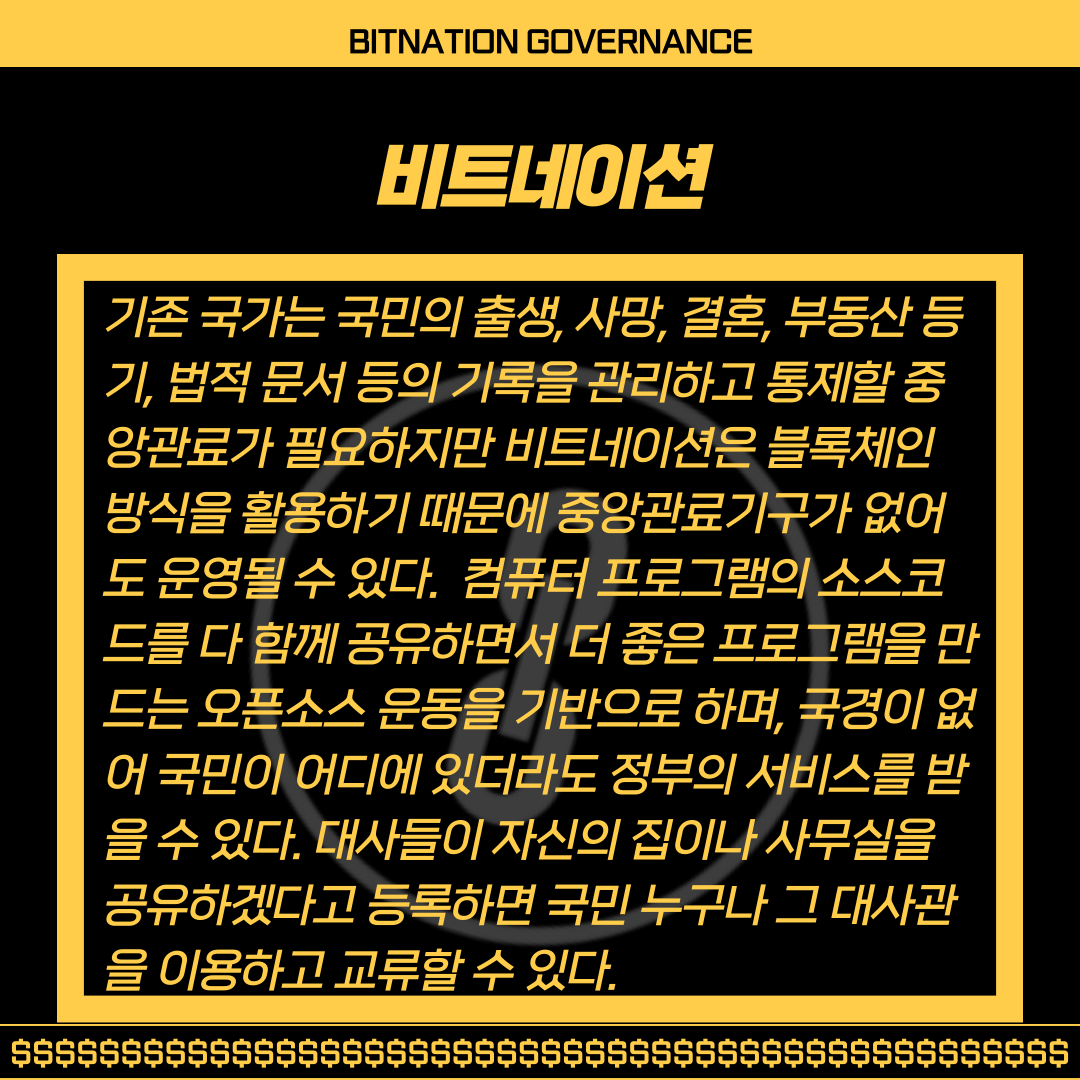 BITNATION GOVERNANCE
비트네이션
기존 국가는 국민의 출생, 사망, 결혼, 부동산 등
기, 법적 문서 등의 기록을 관리하고 통제할 중
앙관료가 필요하지만 비트네이션은 블록체인
방식을 활용하기 때문에 중앙관료기구가 없어
도 운영될 수 있다.  컴퓨터 프로그램의 소스코
드를 다 함께 공유하면서 더 좋은 프로그램을 만
드는 오픈소스 운동을 기반으로 하며, 국경이 없
어 국민이 어디에 있더라도 정부의 서비스를 받
을 수 있다. 대사들이 자신의 집이나 사무실을
공유하겠다고 등록하면 국민 누구나 그 대사관
을 이용하고 교류할 수 있다.
$$$$$$$$$$$$$$$$$$$$$$$$$$$$$$$$$$$$$$$$$$$$$$$$